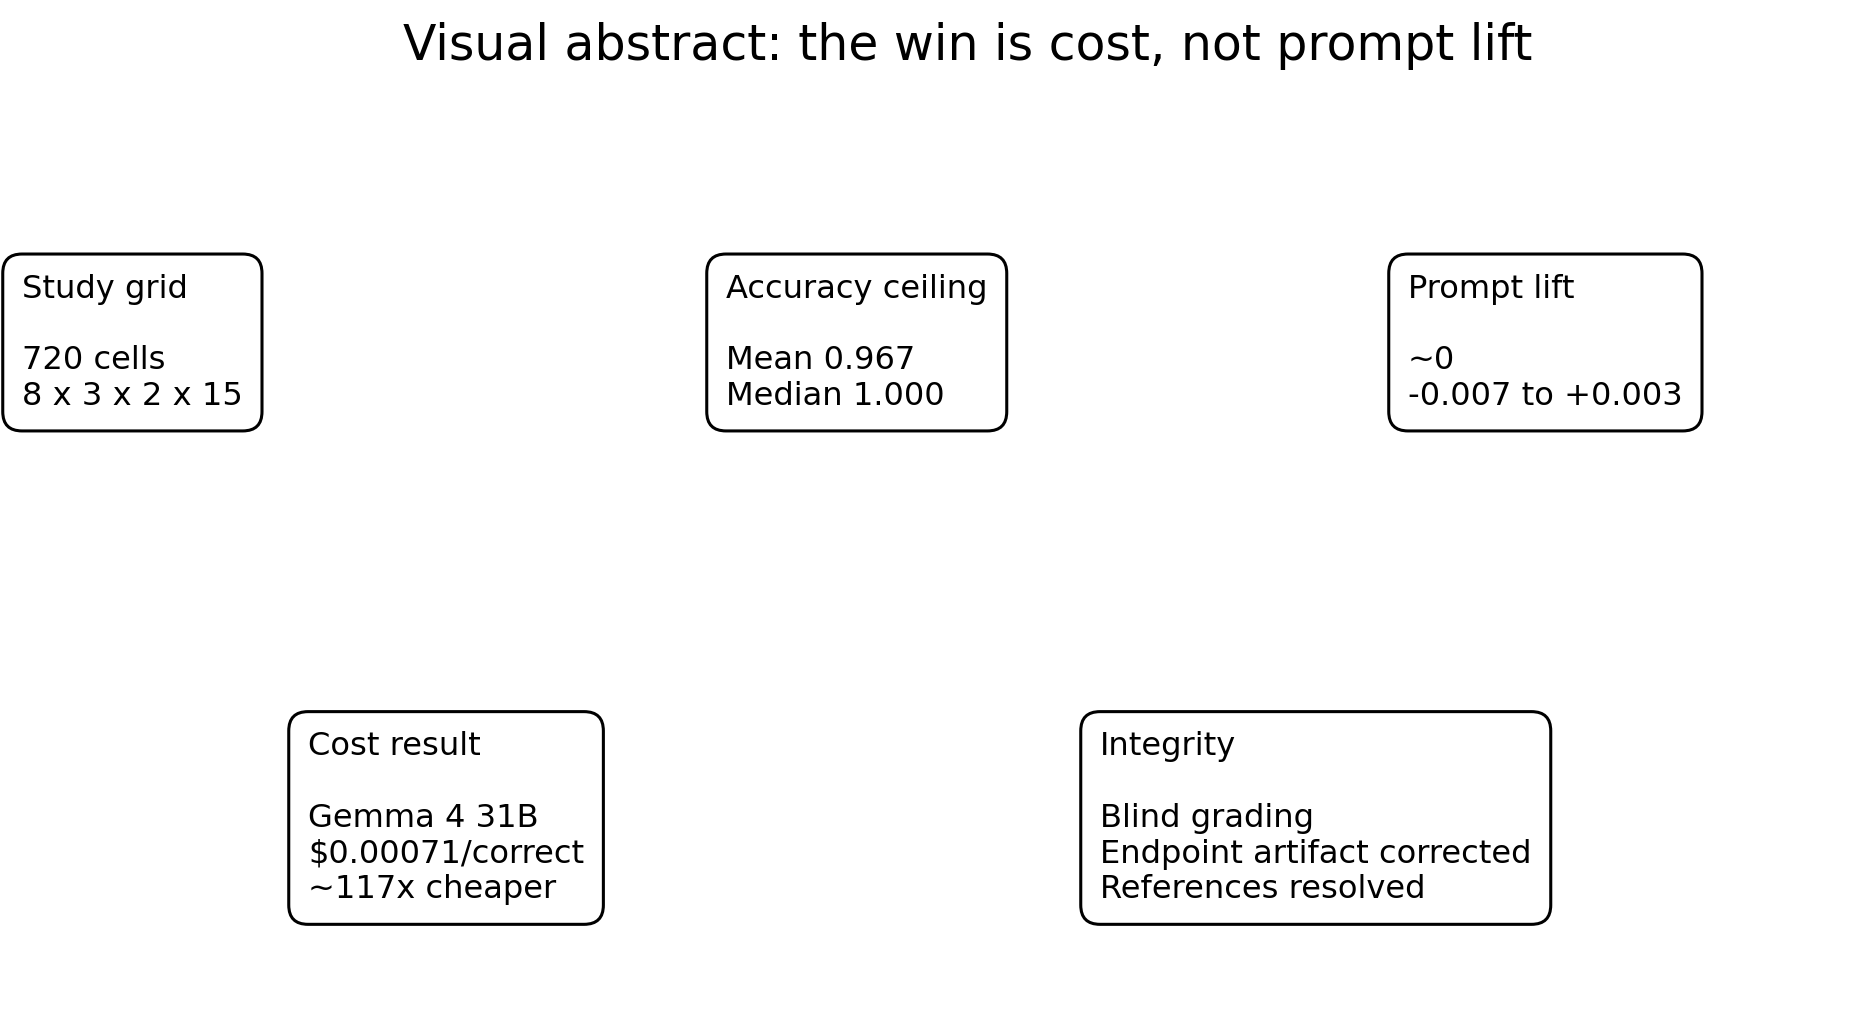 Visual abstract: the win is cost, not prompt lift
Study grid
720 cells
8 x 3 x 2 x 15
Accuracy ceiling
Mean 0.967
Median 1.000
Prompt lift
~0
-0.007 to +0.003
Cost result
Gemma 4 31B
$0.00071/correct
~117x cheaper
Integrity
Blind grading
Endpoint artifact corrected
References resolved